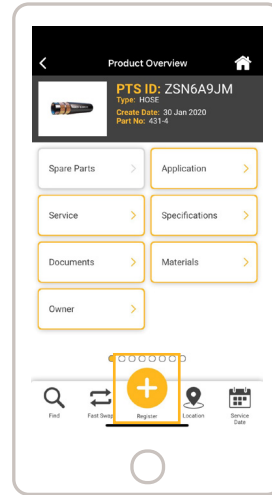 Product Overview
PTS ID: ZSN6A9JM
Type: HOSE
Create Date: 30 Jan 2020
Part No: 431-4
Spare Parts
Application
Service
Specifications
Documents
Materials
Owner
Find
Fast Swap
Register
Location
Service Date